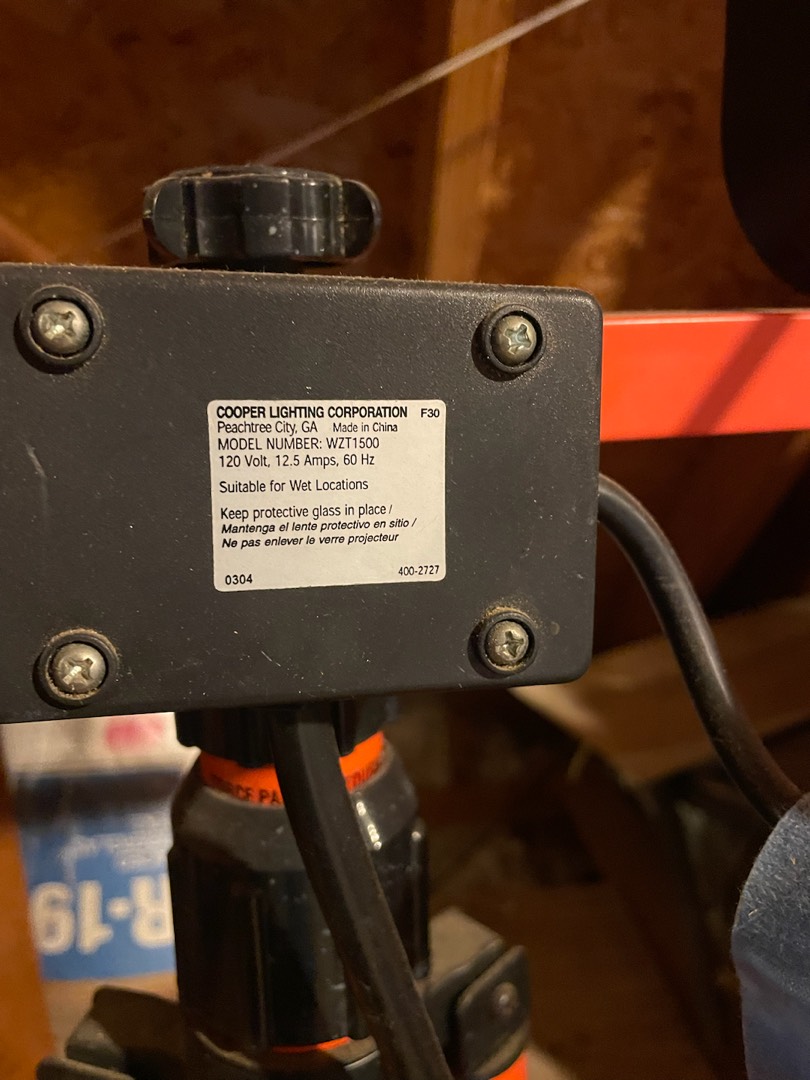 COOPER LIGHTING CORPORATION F30
Peachtree City, GA Made in China
MODEL NUMBER: WZT1500
120 Volt, 12.5 Amps, 60 Hz
Suitable for Wet Locations
Keep protective glass in place /
Mantenga el lente protectivo en sitio /
Ne pas enlever le verre projecteur
0304 400-2727
R-19